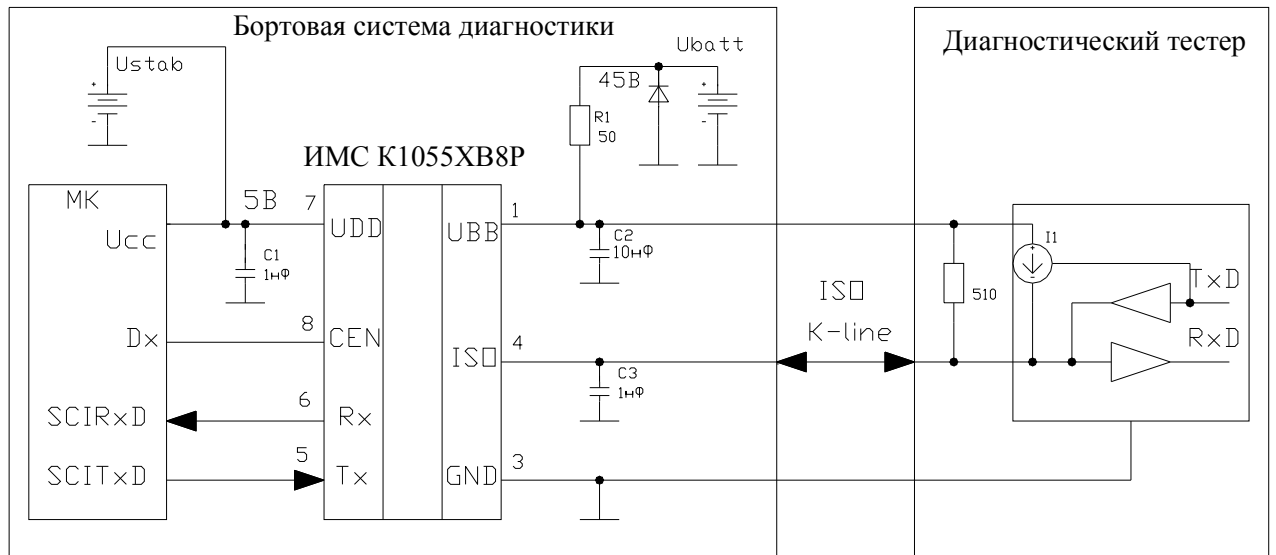 Бортовая система диагностики
Диагностический тестер
Ustab
+
-
Ubatt
45В
+
-
R1
50
ИМС К1055ХВ8Р
МК
5В
7
1
Ucc
UDD
UBB
C1
1нФ
C2
10нФ
I1
+
-
510
TxD
RxD
ISO
K-line
Dx
8
CEN
ISO
4
C3
1нФ
SCIRxD
6
Rx
SCITxD
5
Tx
GND
3